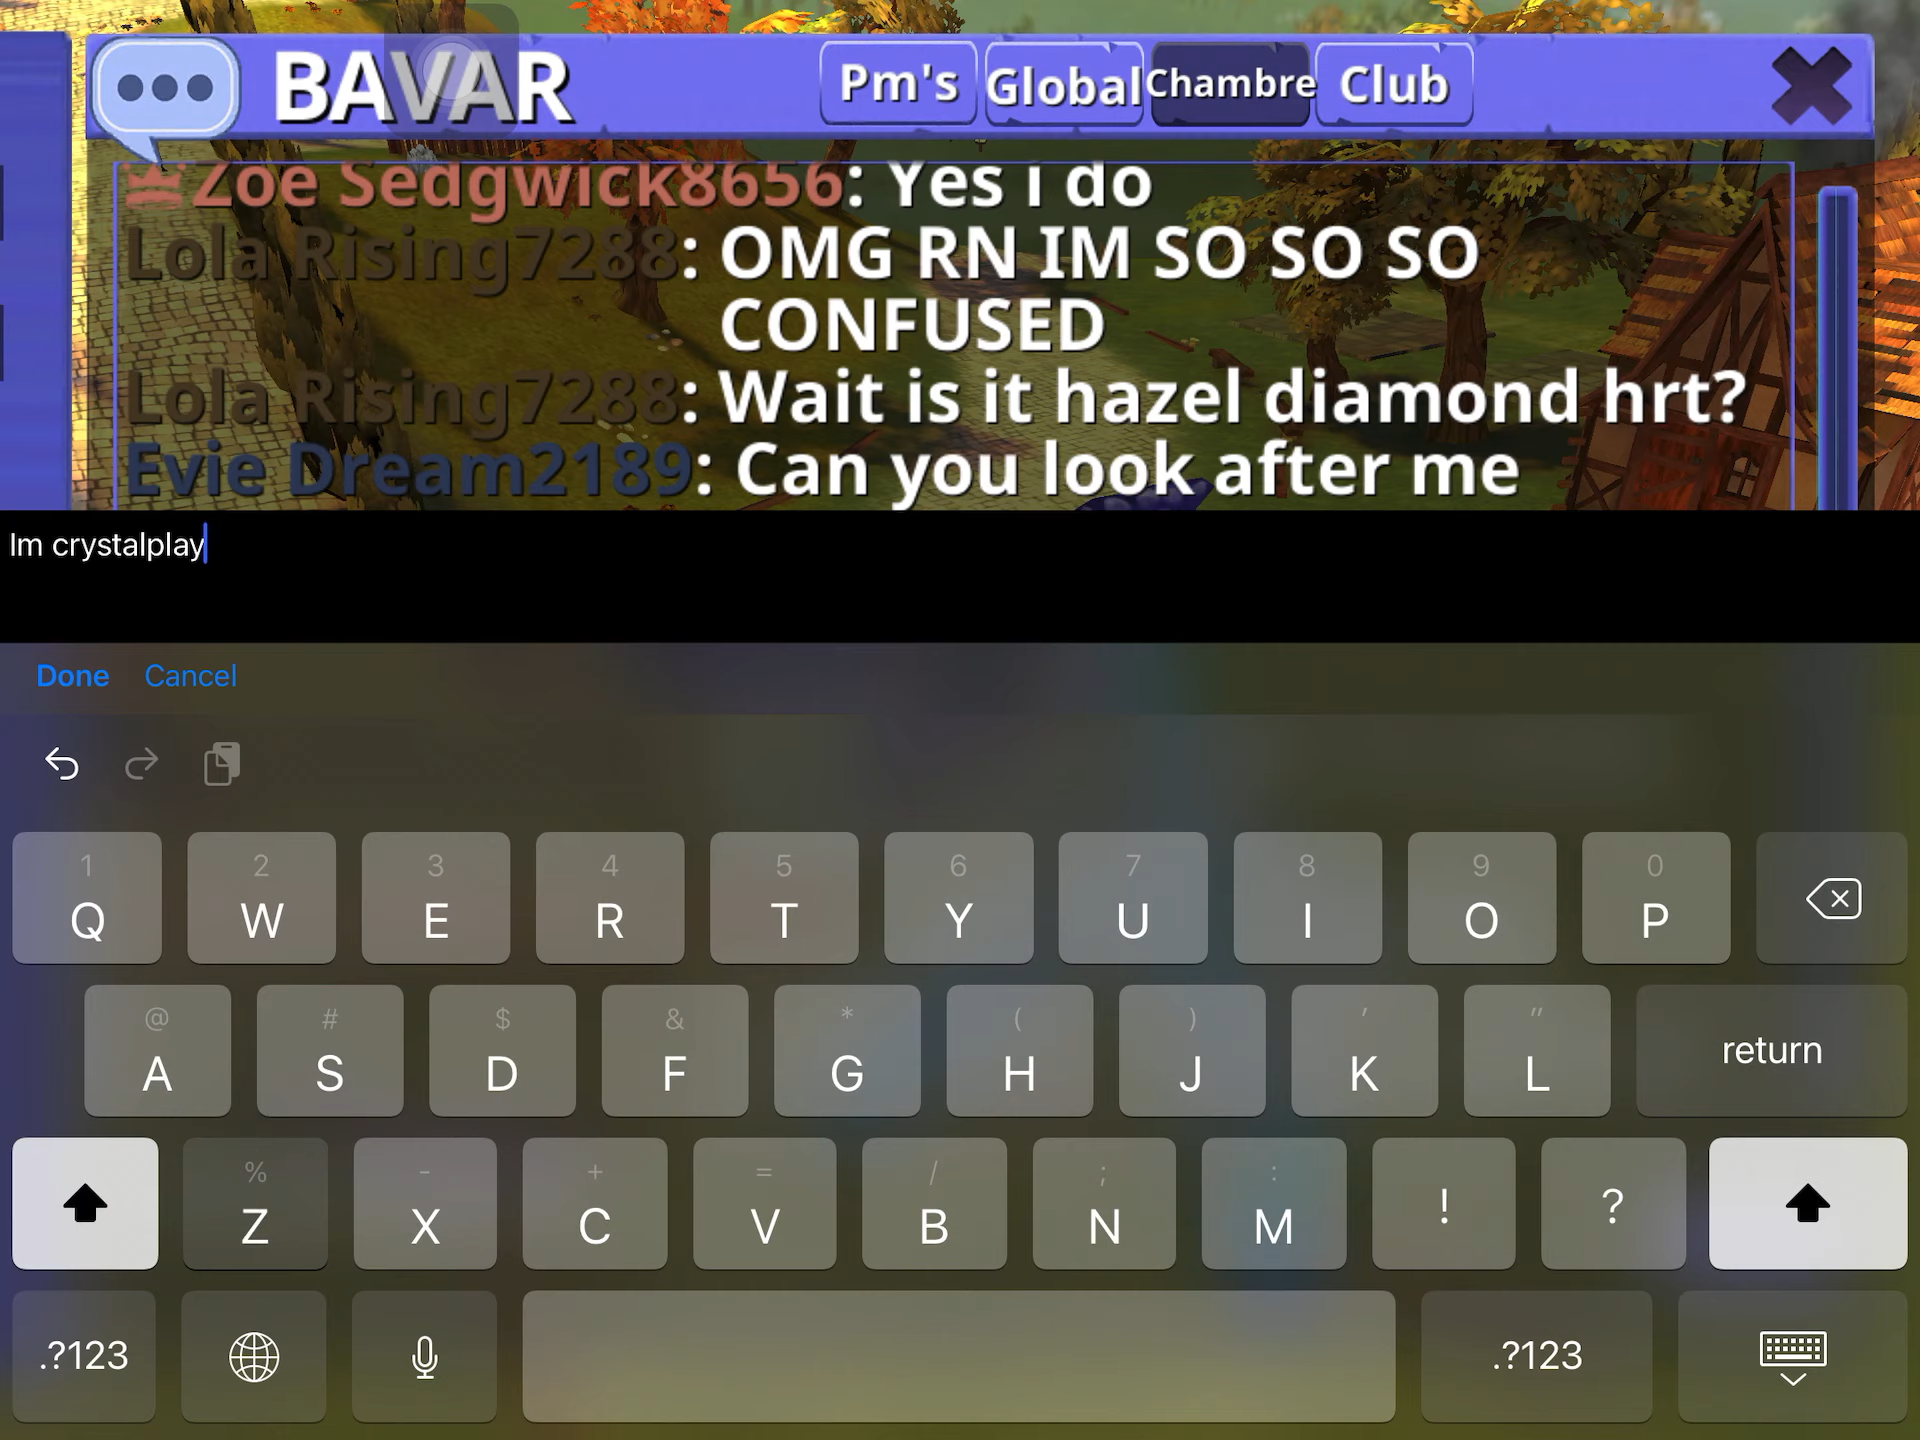 BAVAR Pm's Global Chambre Club
Zoe Sedgwick8656: Yes i do
Lola Rising7288: OMG RN IM SO SO SO
CONFUSED
Lola Rising7288: Wait is it hazel diamond hrt?
Evie Dream2189: Can you look after me
Im crystalplay
Done Cancel
1 2 3 4 5 6 7 8 9 0
Q W E R T Y U I O P
@ # $ & * ( ) ' "
A S D F G H J K L return
% - + = / ; :
Z X C V B N M ! ?
.?123 .?123